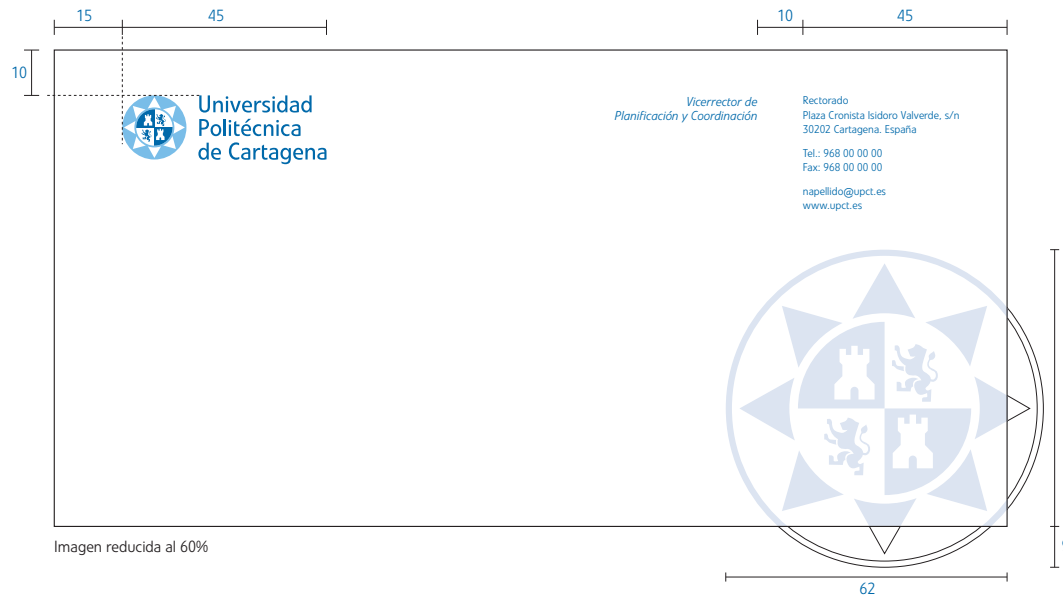 15
45
10
45
10
Universidad
Politécnica
de Cartagena
Vicerrector de
Planificación y Coordinación
Rectorado
Plaza Cronista Isidoro Valverde, s/n
30202 Cartagena. España
Tel.: 968 00 00 00
Fax: 968 00 00 00
napellido@upct.es
www.upct.es
Imagen reducida al 60%
62